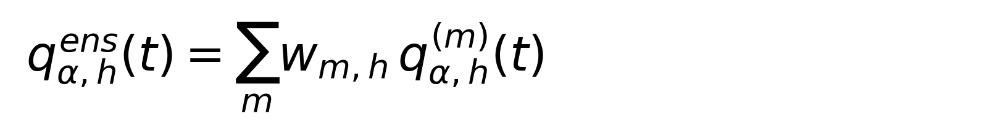 q_{α,h}^{ens}(t) = ∑_m w_{m,h} q_{α,h}^{(m)}(t)